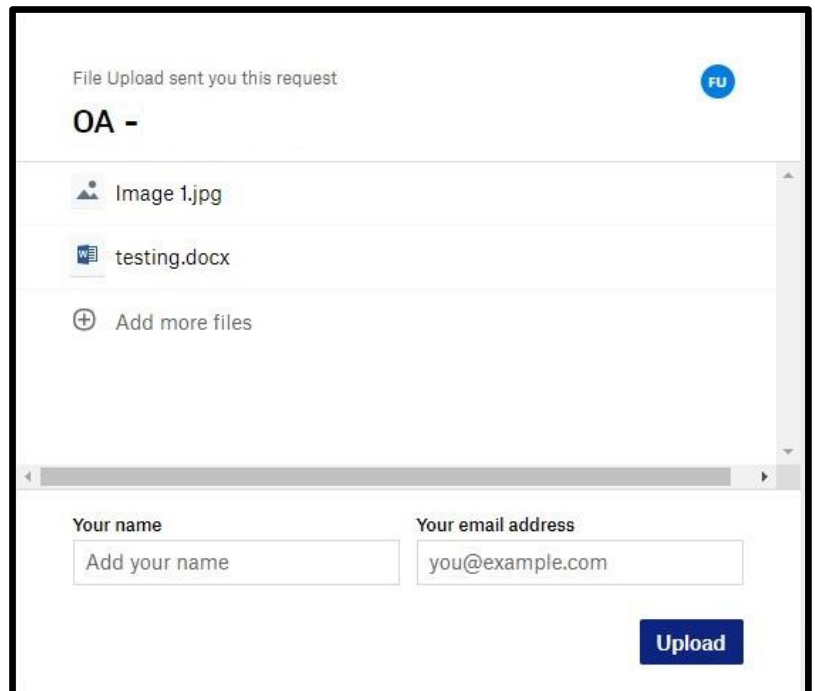 File Upload sent you this request
FU
OA -
Image 1.jpg
testing.docx
Add more files
Your name
Your email address
Add your name
you@example.com
Upload